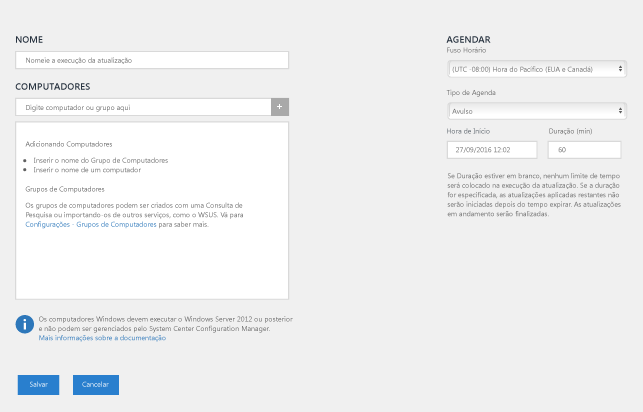 NOME
Nomeie a execução da atualização
COMPUTADORES
Digite computador ou grupo aqui
+
Adicionando Computadores
Inserir o nome do Grupo de Computadores
Inserir o nome de um computador
Grupos de Computadores
Os grupos de computadores podem ser criados com uma Consulta de
Pesquisa ou importando-os de outros serviços, como o WSUS. Vá para
Configurações - Grupos de Computadores para saber mais.
Os computadores Windows devem executar o Windows Server 2012 ou posterior
e não podem ser gerenciados pelo System Center Configuration Manager.
Mais informações sobre a documentação
Salvar
Cancelar
AGENDAR
Fuso Horário
(UTC -08:00) Hora do Pacífico (EUA e Canadá)
Tipo de Agenda
Avulso
Hora de Início
Duração (min)
27/09/2016 12:02
60
Se Duração estiver em branco, nenhum limite de tempo
será colocado na execução da atualização. Se a duração
for especificada, as atualizações aplicadas restantes não
serão iniciadas depois do tempo expirar. As atualizações
em andamento serão finalizadas.